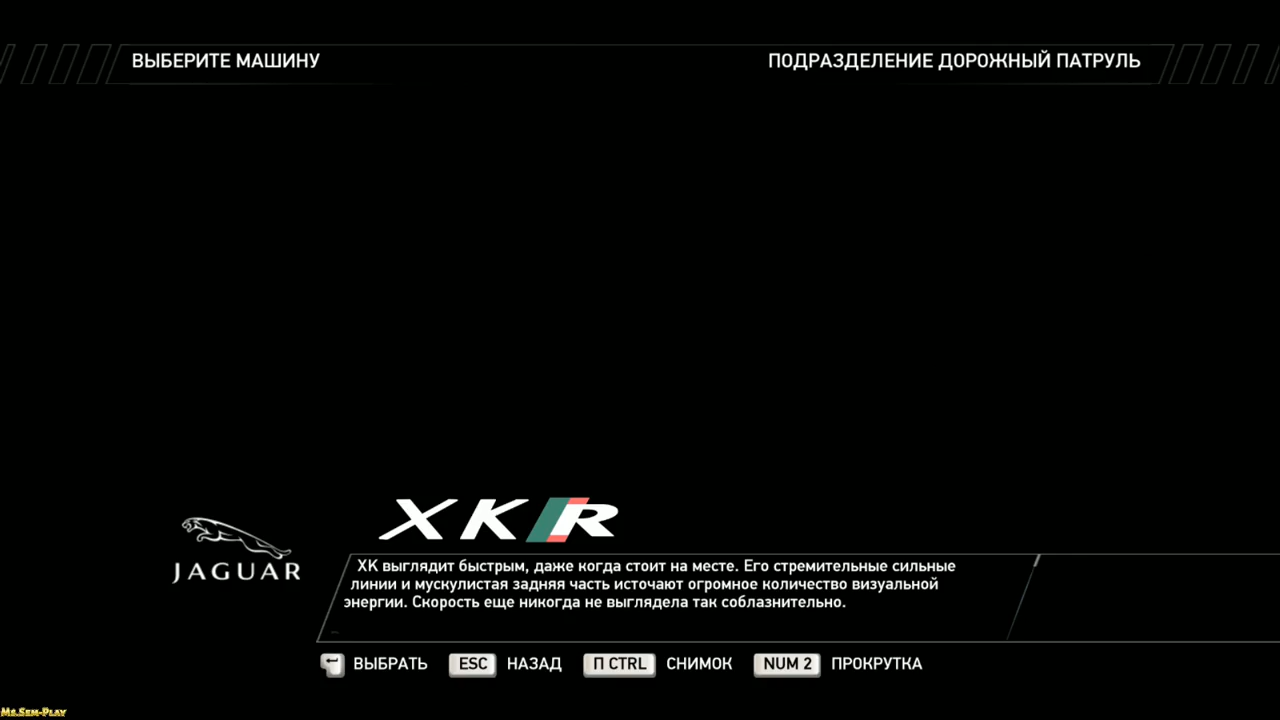 ВЫБЕРИТЕ МАШИНУ
ПОДРАЗДЕЛЕНИЕ ДОРОЖНЫЙ ПАТРУЛЬ
XKR
JAGUAR
XK выглядит быстрым, даже когда стоит на месте. Его стремительные сильные
линии и мускулистая задняя часть источают огромное количество визуальной
энергии. Скорость еще никогда не выглядела так соблазнительно.
ВЫБРАТЬ ESC НАЗАД П CTRL СНИМОК NUM 2 ПРОКРУТКА
Ms.Sem-Play